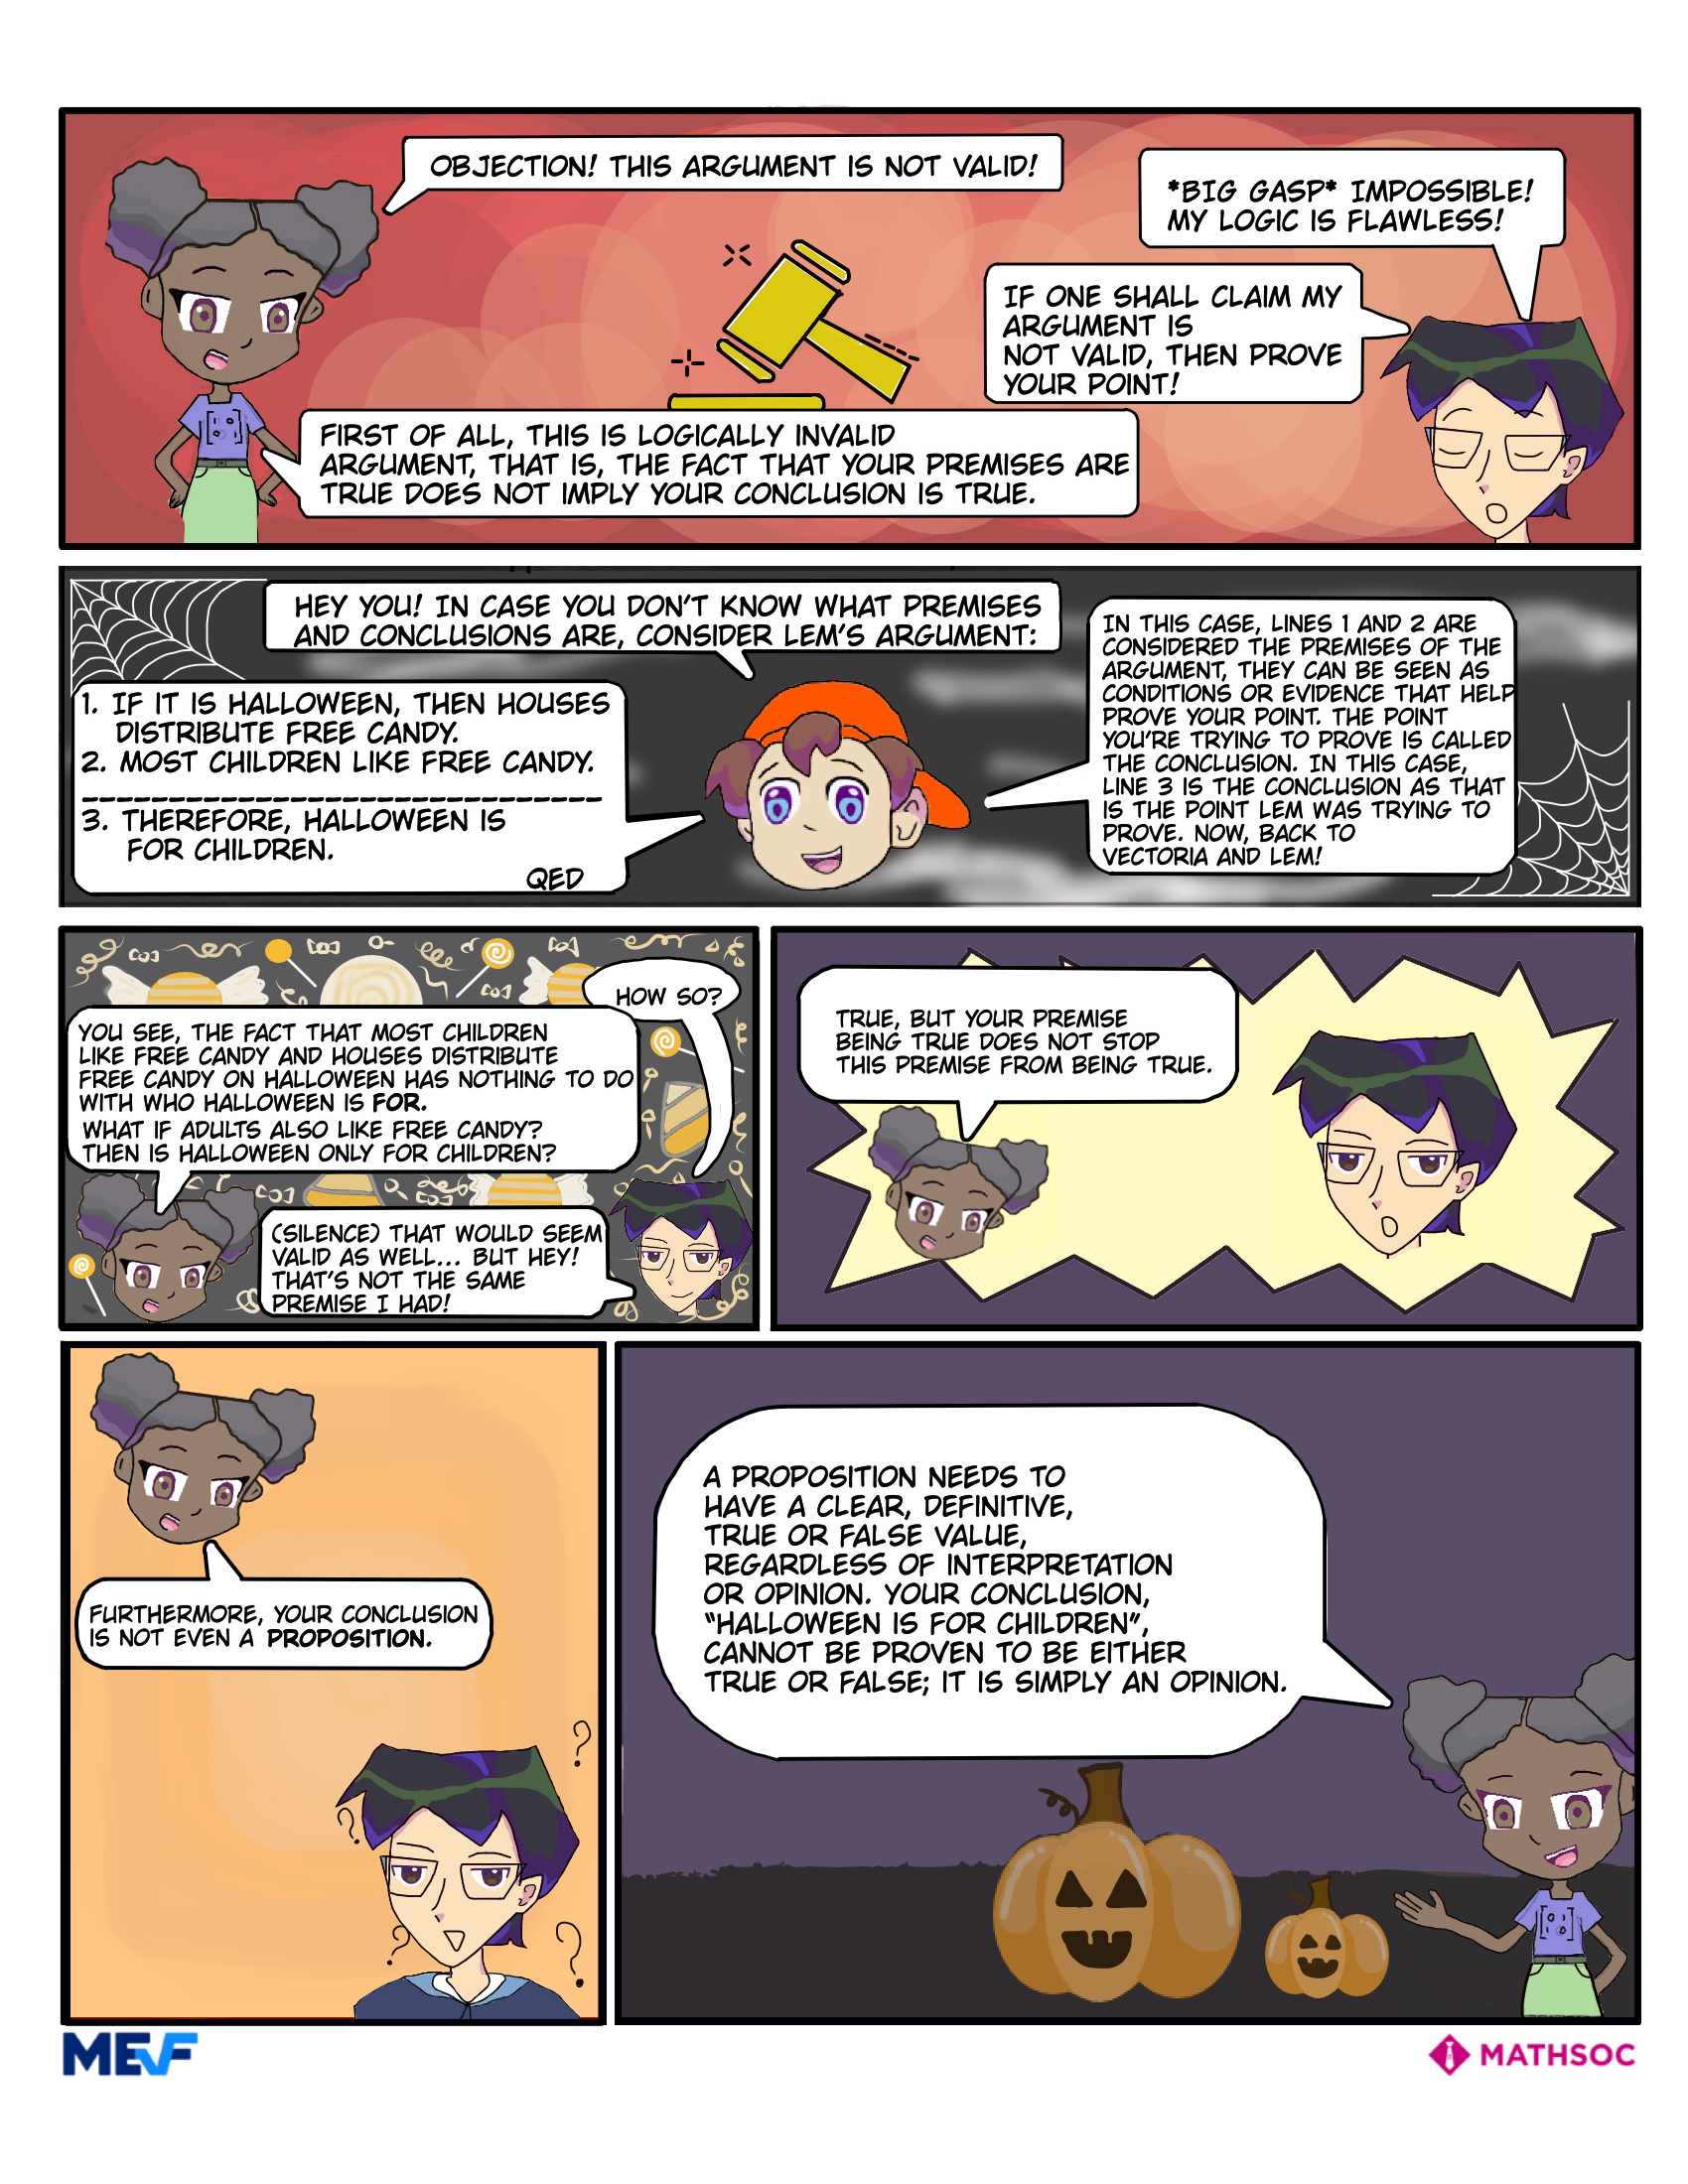 OBJECTION! THIS ARGUMENT IS NOT VALID!
*BIG GASP* IMPOSSIBLE!
MY LOGIC IS FLAWLESS!
IF ONE SHALL CLAIM MY
ARGUMENT IS
NOT VALID, THEN PROVE
YOUR POINT!
FIRST OF ALL, THIS IS LOGICALLY INVALID
ARGUMENT, THAT IS, THE FACT THAT YOUR PREMISES ARE
TRUE DOES NOT IMPLY YOUR CONCLUSION IS TRUE.
HEY YOU! IN CASE YOU DON'T KNOW WHAT PREMISES
AND CONCLUSIONS ARE, CONSIDER LEM'S ARGUMENT:
1. IF IT IS HALLOWEEN, THEN HOUSES
DISTRIBUTE FREE CANDY.
2. MOST CHILDREN LIKE FREE CANDY.
3. THEREFORE, HALLOWEEN IS
FOR CHILDREN.
QED
IN THIS CASE, LINES 1 AND 2 ARE
CONSIDERED THE PREMISES OF THE
ARGUMENT, THEY CAN BE SEEN AS
CONDITIONS OR EVIDENCE THAT HELP
PROVE YOUR POINT. THE POINT
YOU'RE TRYING TO PROVE IS CALLED
THE CONCLUSION. IN THIS CASE,
LINE 3 IS THE CONCLUSION AS THAT
IS THE POINT LEM WAS TRYING TO
PROVE. NOW, BACK TO
VECTORIA AND LEM!
HOW SO?
YOU SEE, THE FACT THAT MOST CHILDREN
LIKE FREE CANDY AND HOUSES DISTRIBUTE
FREE CANDY ON HALLOWEEN HAS NOTHING TO DO
WITH WHO HALLOWEEN IS FOR.
WHAT IF ADULTS ALSO LIKE FREE CANDY?
THEN IS HALLOWEEN ONLY FOR CHILDREN?
(SILENCE) THAT WOULD SEEM
VALID AS WELL... BUT HEY!
THAT'S NOT THE SAME
PREMISE I HAD!
TRUE, BUT YOUR PREMISE
BEING TRUE DOES NOT STOP
THIS PREMISE FROM BEING TRUE.
FURTHERMORE, YOUR CONCLUSION
IS NOT EVEN A PROPOSITION.
? ? ? ?
A PROPOSITION NEEDS TO
HAVE A CLEAR, DEFINITIVE,
TRUE OR FALSE VALUE,
REGARDLESS OF INTERPRETATION
OR OPINION. YOUR CONCLUSION,
"HALLOWEEN IS FOR CHILDREN",
CANNOT BE PROVEN TO BE EITHER
TRUE OR FALSE; IT IS SIMPLY AN OPINION.
MEF
MATHSOC